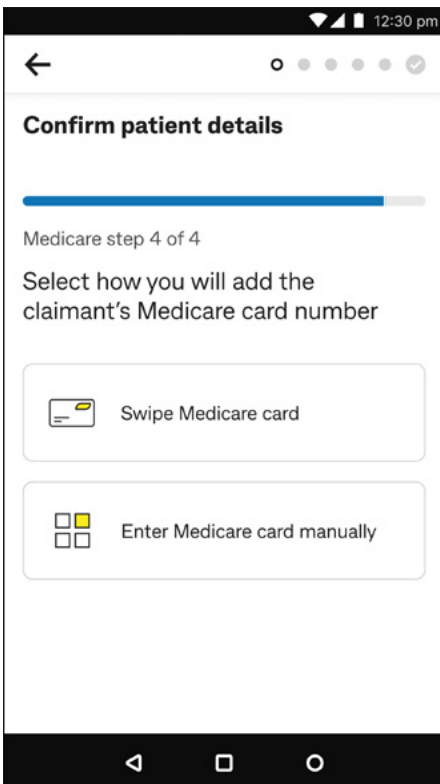 12:30 pm
Confirm patient details
Medicare step 4 of 4
Select how you will add the
claimant's Medicare card number
Swipe Medicare card
Enter Medicare card manually